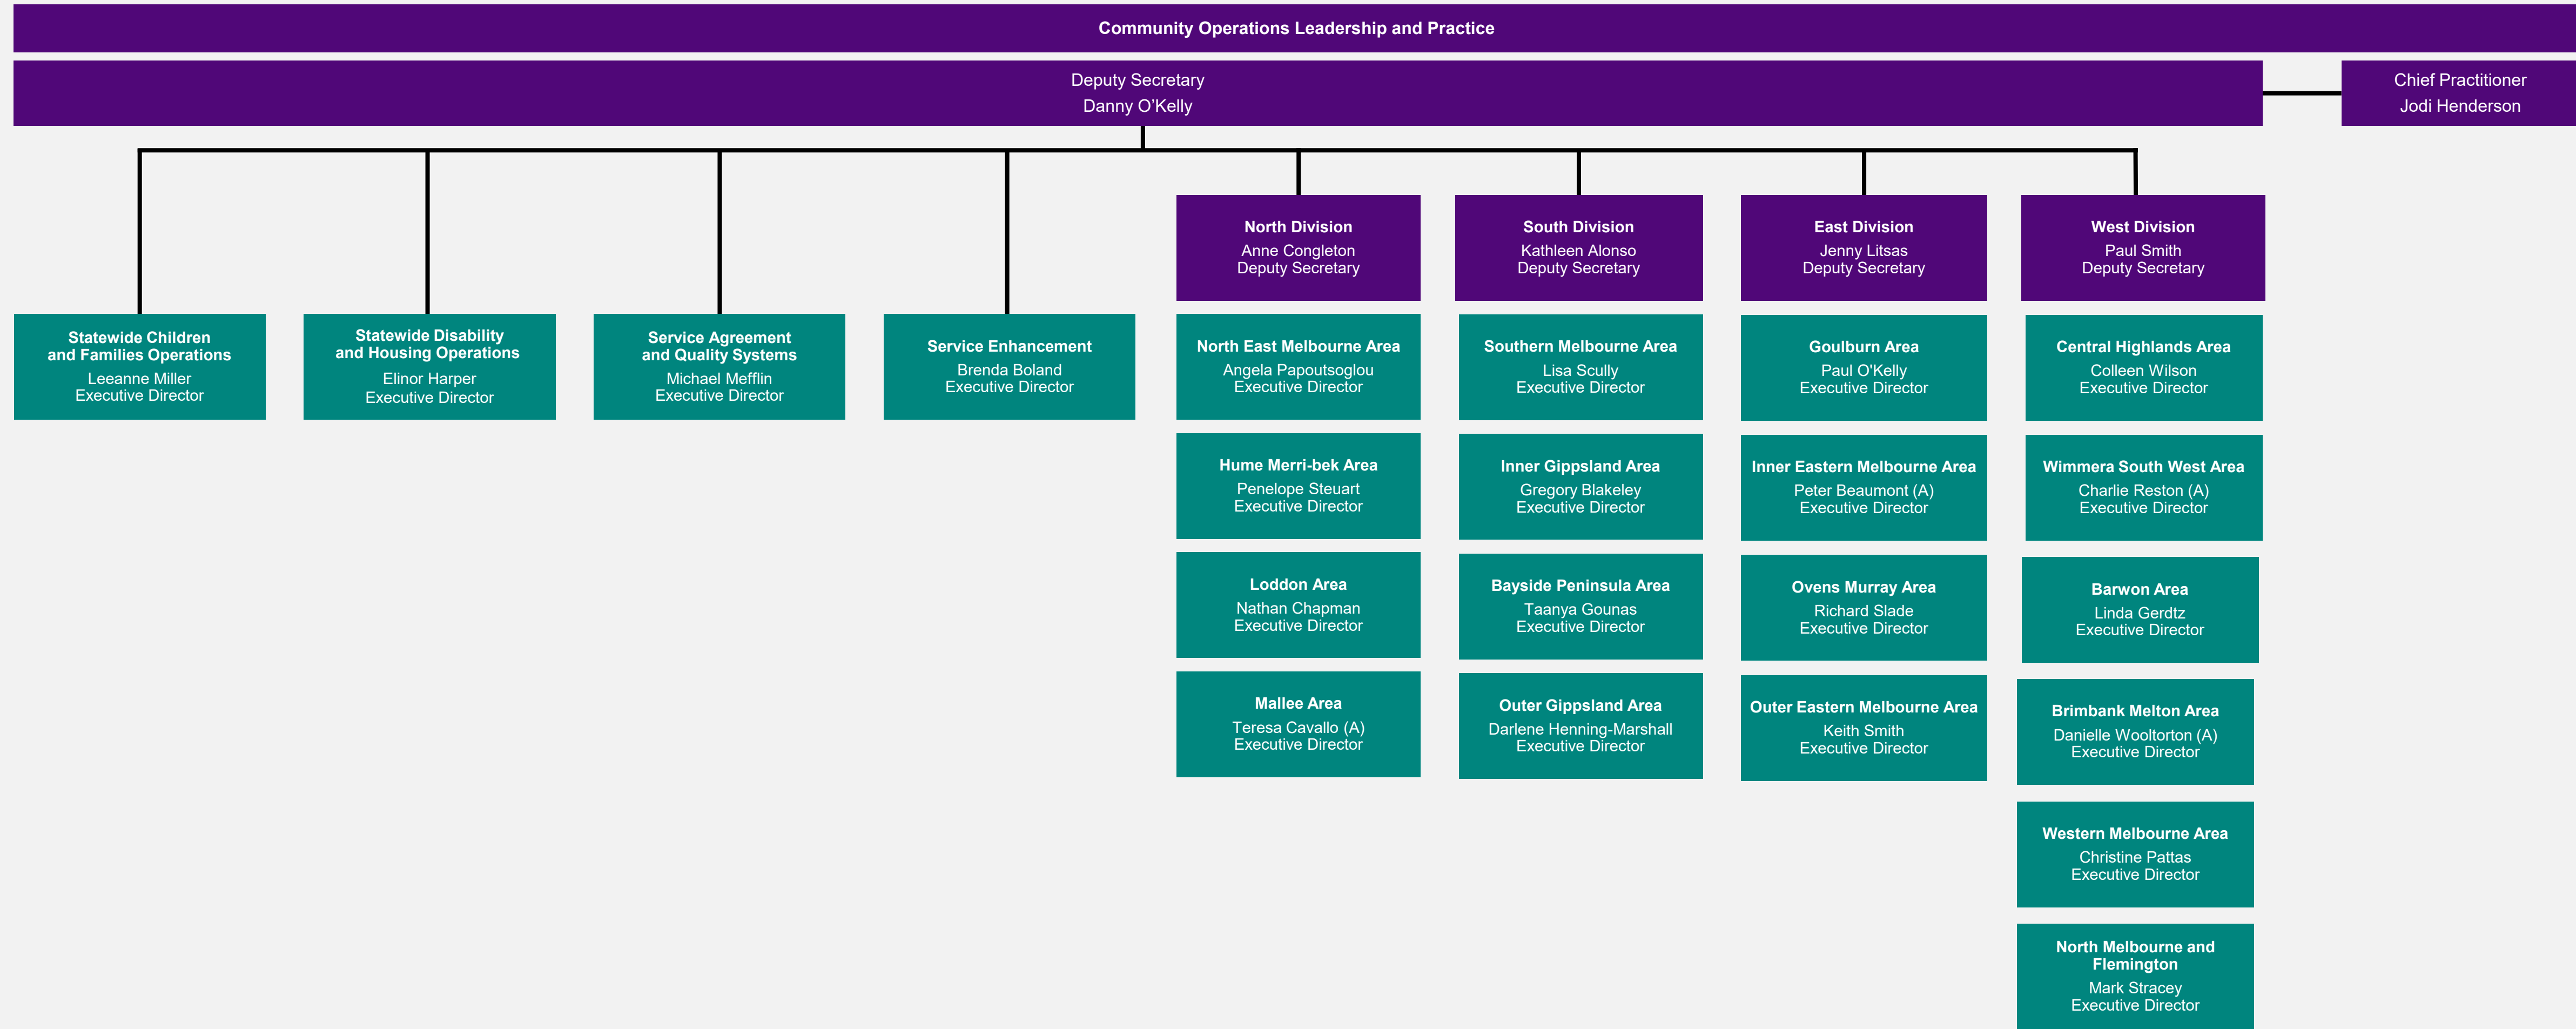 Community Operations Leadership and Practice
Deputy Secretary
Danny O’Kelly
Chief Practitioner
Jodi Henderson
Statewide Children
and Families Operations
Leeanne Miller
Executive Director
Statewide Disability
and Housing Operations
Elinor Harper
Executive Director
Service Agreement
and Quality Systems
Michael Mefflin
Executive Director
Service Enhancement
Brenda Boland
Executive Director
North Division
Anne Congleton
Deputy Secretary
North East Melbourne Area
Angela Papoutsoglou
Executive Director
Hume Merri-bek Area
Penelope Steuart
Executive Director
Loddon Area
Nathan Chapman
Executive Director
Mallee Area
Teresa Cavallo (A)
Executive Director
South Division
Kathleen Alonso
Deputy Secretary
Southern Melbourne Area
Lisa Scully
Executive Director
Inner Gippsland Area
Gregory Blakeley
Executive Director
Bayside Peninsula Area
Taanya Gounas
Executive Director
Outer Gippsland Area
Darlene Henning-Marshall
Executive Director
East Division
Jenny Litsas
Deputy Secretary
Goulburn Area
Paul O'Kelly
Executive Director
Inner Eastern Melbourne Area
Peter Beaumont (A)
Executive Director
Ovens Murray Area
Richard Slade
Executive Director
Outer Eastern Melbourne Area
Keith Smith
Executive Director
West Division
Paul Smith
Deputy Secretary
Central Highlands Area
Colleen Wilson
Executive Director
Wimmera South West Area
Charlie Reston (A)
Executive Director
Barwon Area
Linda Gerdtz
Executive Director
Brimbank Melton Area
Danielle Wooltorton (A)
Executive Director
Western Melbourne Area
Christine Pattas
Executive Director
North Melbourne and
Flemington
Mark Stracey
Executive Director